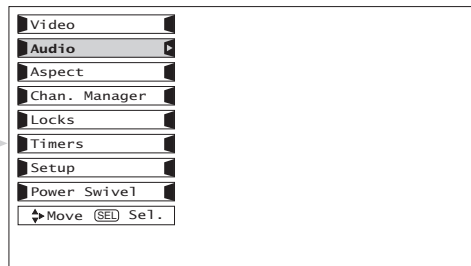 Video
Audio
Aspect
Chan. Manager
Locks
Timers
Setup
Power Swivel
Move SEL Sel.